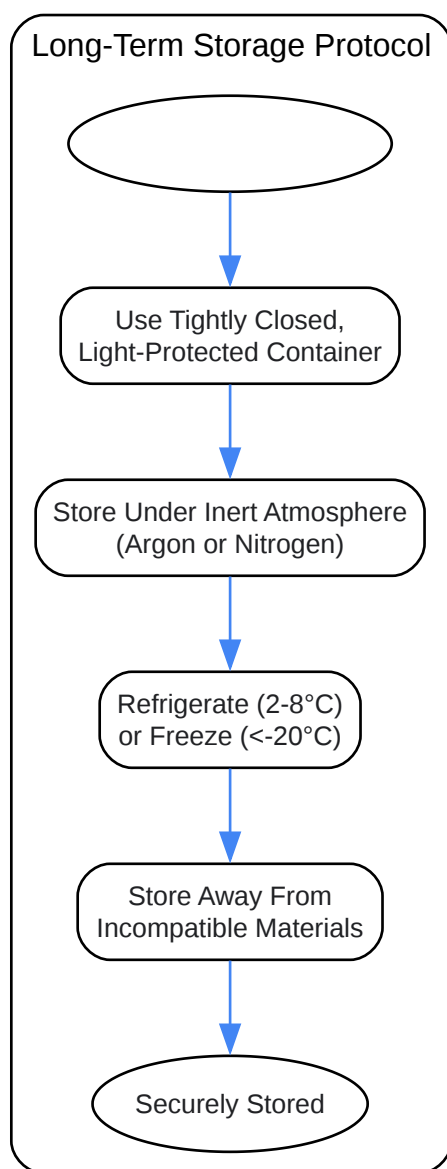 Long-Term Storage Protocol
Use Tightly Closed,
Light-Protected Container
Store Under Inert Atmosphere
(Argon or Nitrogen)
Refrigerate (2-8°C)
or Freeze (<-20°C)
Store Away From
Incompatible Materials
Securely Stored